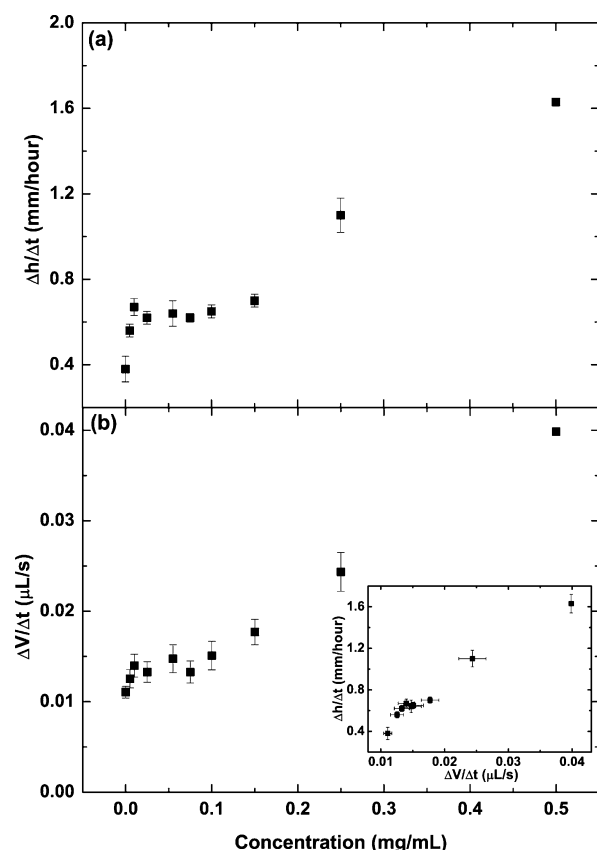 (a)
2.0
1.6
1.2
0.8
0.4
Δh/Δt (mm/hour)
(b)
0.04
0.03
0.02
0.01
0.00
ΔV/Δt (μL/s)
1.6
1.2
0.8
0.4
Δh/Δt (mm/hour)
0.01 0.02 0.03 0.04
ΔV/Δt (μL/s)
0.0 0.1 0.2 0.3 0.4 0.5
Concentration (mg/mL)